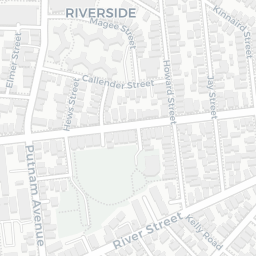 RIVERSIDE
Kinnaird Street
Magee Street
Elmer Street
Callender Street
Hews Street
Howard Street
Jay Street
Putnam Avenue
River Street
Kelly Road